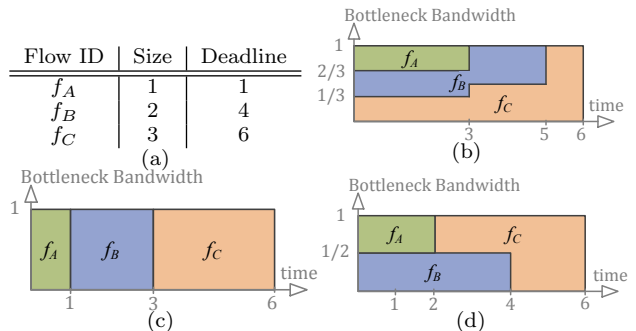 Flow ID Size Deadline
f_A 1 1
f_B 2 4
f_C 3 6
(a)
Bottleneck Bandwidth
1
2/3
1/3
f_A
f_B
f_C
time
3 5 6
(b)
Bottleneck Bandwidth
1
f_A f_B f_C
time
1 3 6
(c)
Bottleneck Bandwidth
1
1/2
f_A f_C
f_B
time
1 2 4 6
(d)